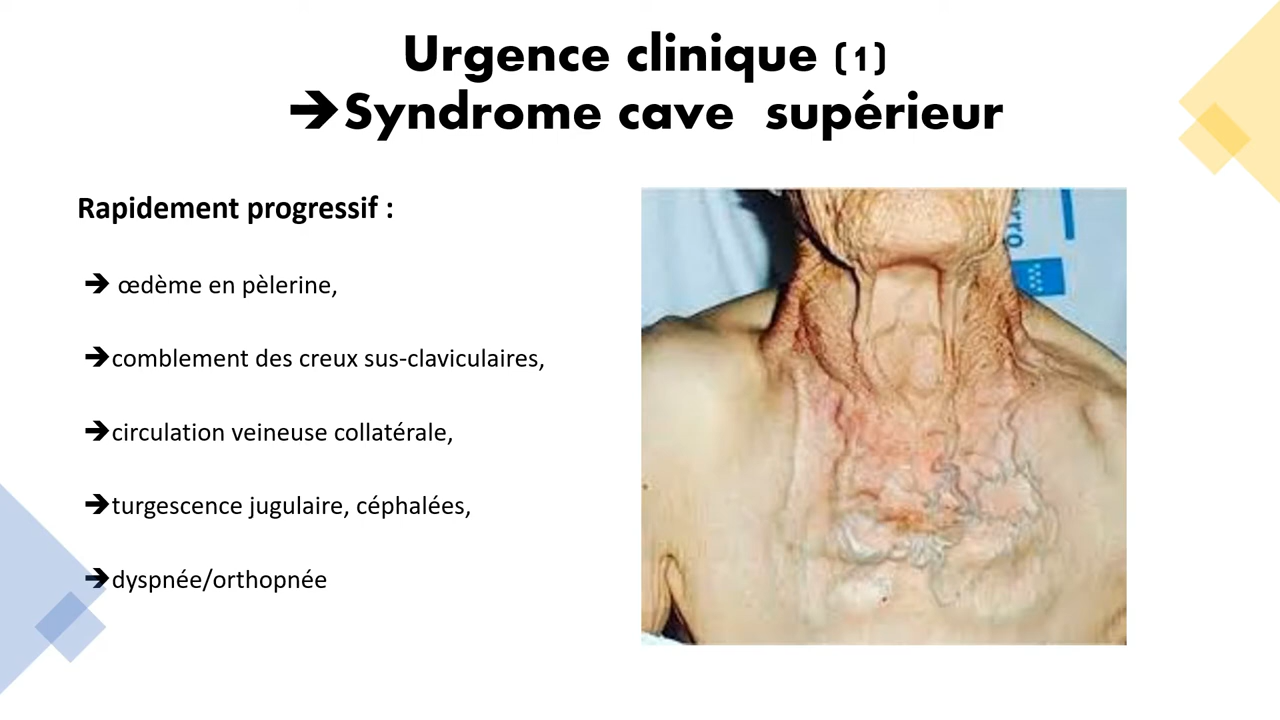 Urgence clinique (1)
➔Syndrome cave supérieur
Rapidement progressif :
➔ œdème en pèlerine,
➔comblement des creux sus-claviculaires,
➔circulation veineuse collatérale,
➔turgescence jugulaire, céphalées,
➔dyspnée/orthopnée